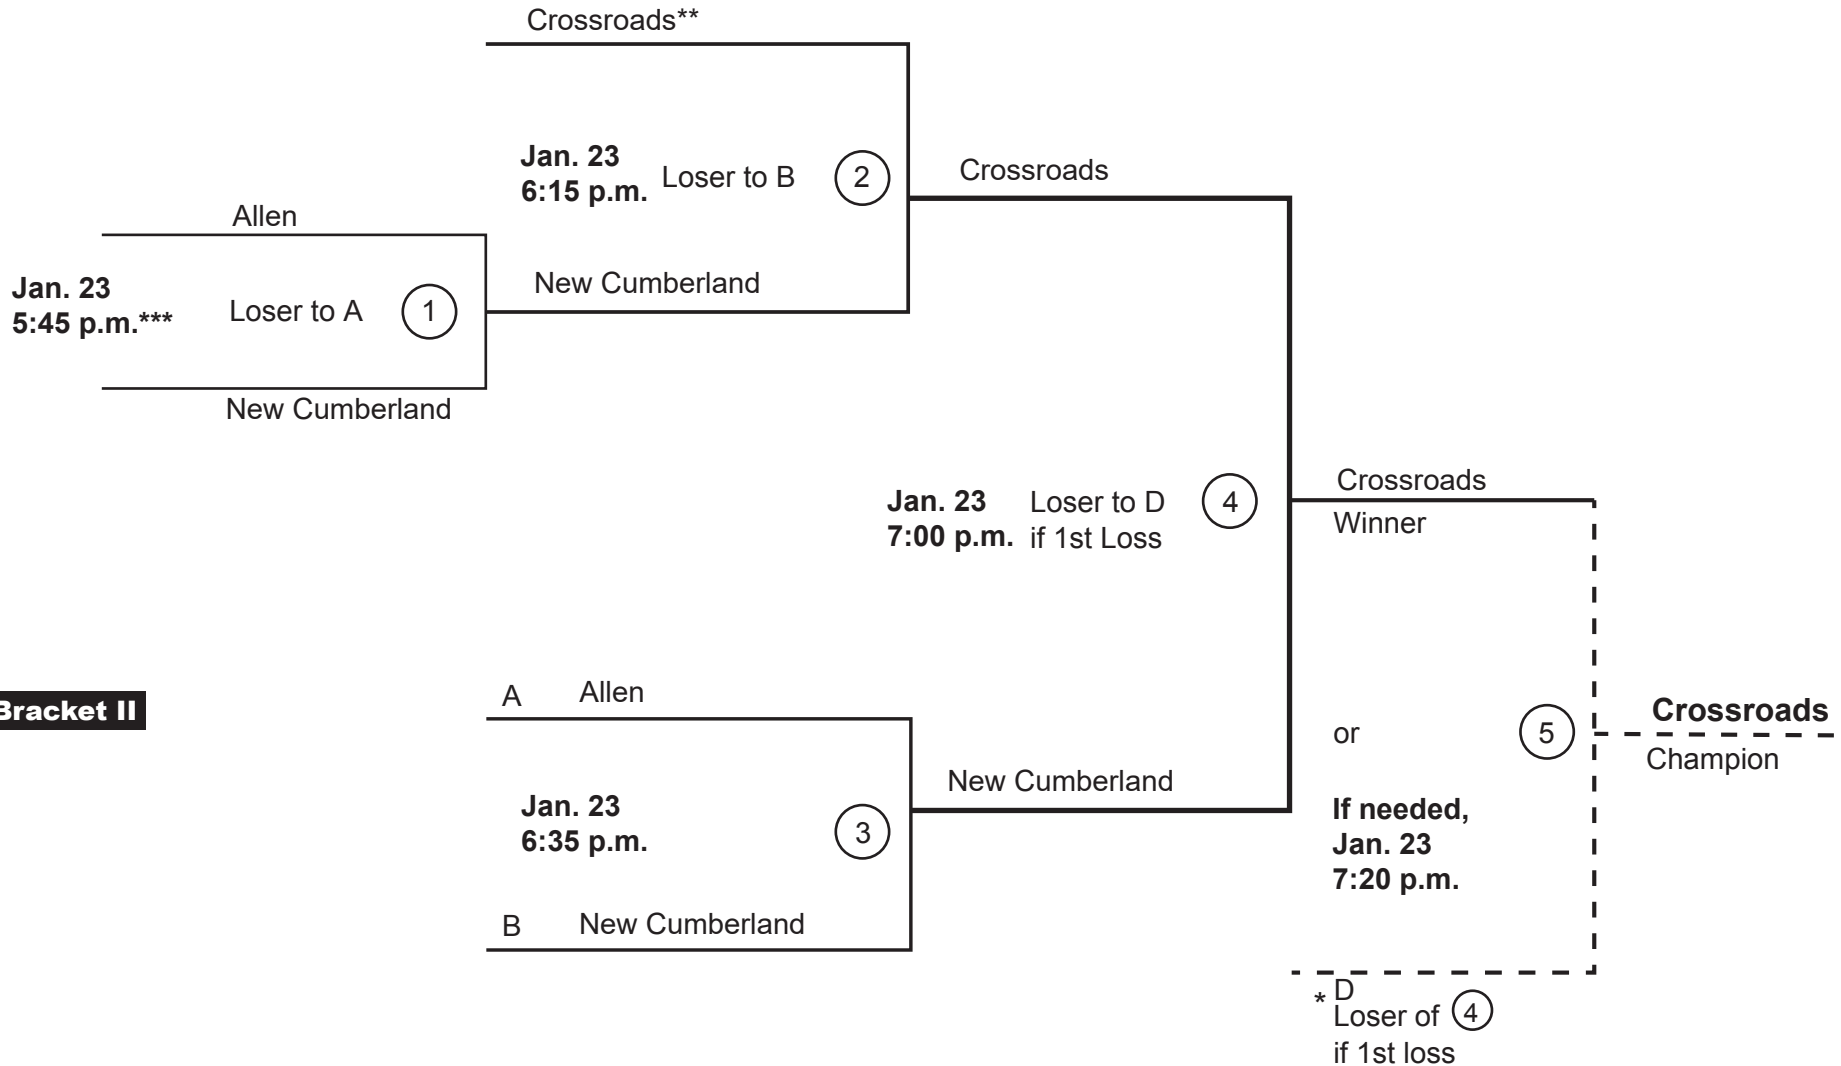 Crossroads**
Jan. 23
6:15 p.m.
Loser to B
2
Crossroads
Allen
Jan. 23
5:45 p.m.***
Loser to A
1
New Cumberland
New Cumberland
Jan. 23
7:00 p.m.
Loser to D
if 1st Loss
4
Crossroads
Winner
Bracket II
A
Allen
Jan. 23
6:35 p.m.
3
B
New Cumberland
New Cumberland
or
5
If needed,
Jan. 23
7:20 p.m.
Crossroads
Champion
* D
Loser of 4
if 1st loss